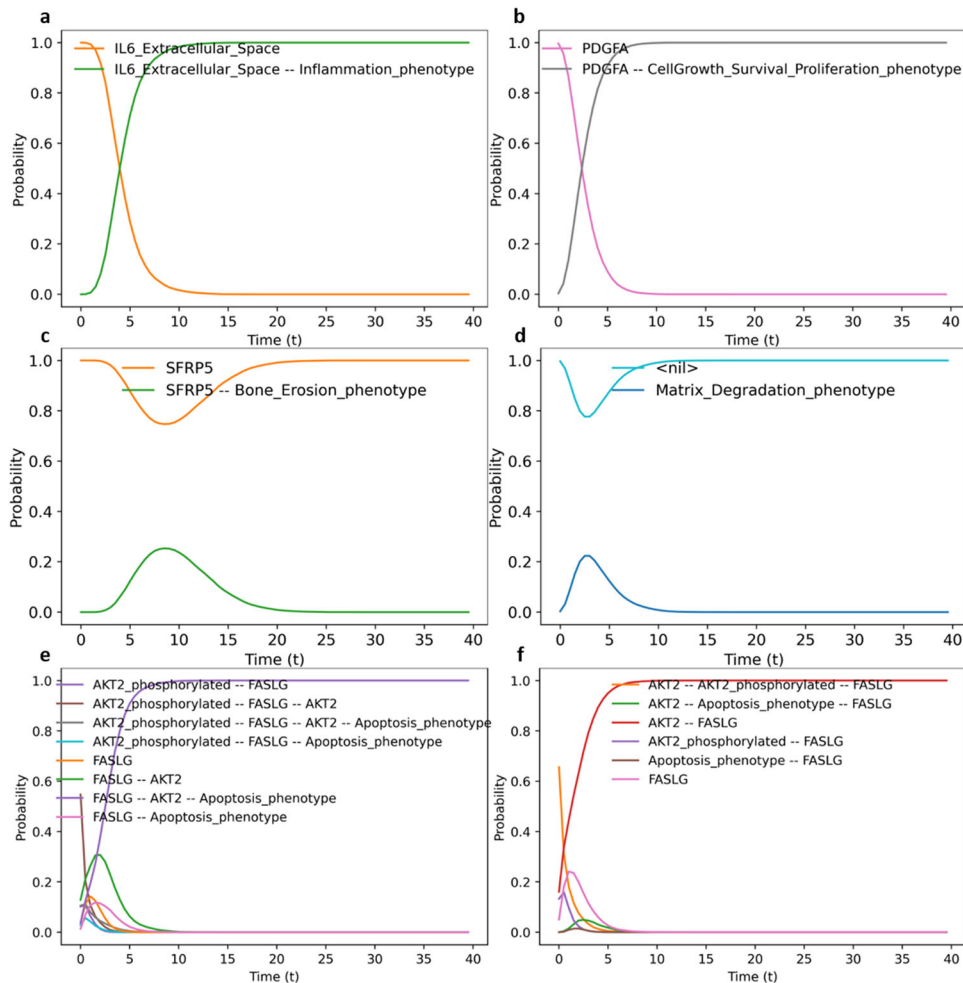 a
IL6_Extracellular_Space
IL6_Extracellular_Space -- Inflammation_phenotype
Probability
1.0
0.8
0.6
0.4
0.2
0.0
0 5 10 15 20 25 30 35 40
Time (t)
b
PDGFA
PDGFA -- CellGrowth_Survival_Proliferation_phenotype
Probability
1.0
0.8
0.6
0.4
0.2
0.0
0 5 10 15 20 25 30 35 40
Time (t)
c
SFRP5
SFRP5 -- Bone_Erosion_phenotype
Probability
1.0
0.8
0.6
0.4
0.2
0.0
0 5 10 15 20 25 30 35 40
Time (t)
d
<nil>
Matrix_Degradation_phenotype
Probability
1.0
0.8
0.6
0.4
0.2
0.0
0 5 10 15 20 25 30 35 40
Time (t)
e
AKT2_phosphorylated -- FASLG
AKT2_phosphorylated -- FASLG -- AKT2
AKT2_phosphorylated -- FASLG -- AKT2 -- Apoptosis_phenotype
AKT2_phosphorylated -- FASLG -- Apoptosis_phenotype
FASLG
FASLG -- AKT2
FASLG -- AKT2 -- Apoptosis_phenotype
FASLG -- Apoptosis_phenotype
Probability
1.0
0.8
0.6
0.4
0.2
0.0
0 5 10 15 20 25 30 35 40
Time (t)
f
AKT2 -- AKT2_phosphorylated -- FASLG
AKT2 -- Apoptosis_phenotype -- FASLG
AKT2 -- FASLG
AKT2_phosphorylated -- FASLG
Apoptosis_phenotype -- FASLG
FASLG
Probability
1.0
0.8
0.6
0.4
0.2
0.0
0 5 10 15 20 25 30 35 40
Time (t)